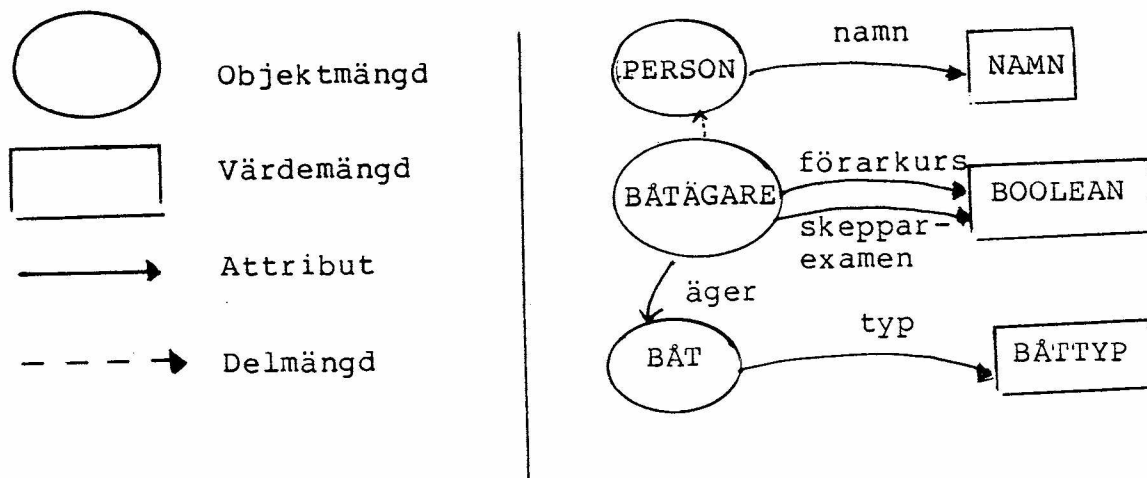 Objektmängd
Värdemängd
Attribut
Delmängd
namn
PERSON
NAMN
BÅTÄGARE
förarkurs
BOOLEAN
skeppar-
examen
äger
typ
BÅT
BÅTTYP